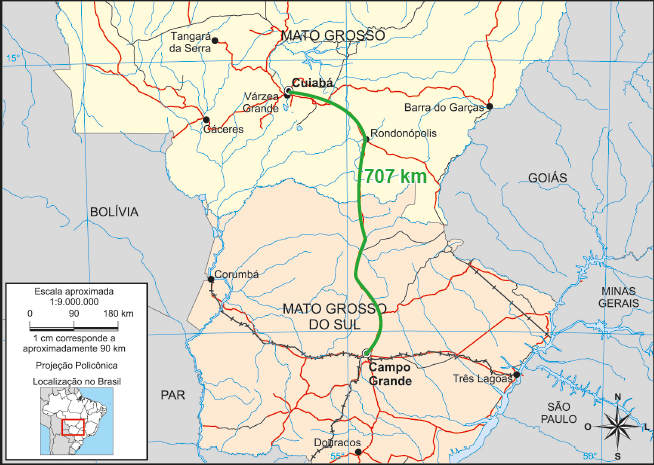 Tangará
da Serra
MATO GROSSO
15°
Cuiabá
Várzea
Grande
Barra do Garças
Cáceres
Rondonópolis
707 km
GOIÁS
BOLÍVIA
Corumbá
MINAS
GERAIS
MATO GROSSO
DO SUL
Escala aproximada
1:9.000.000
0 90 180 km
1 cm corresponde a
aproximadamente 90 km
Projeção Policônica
Localização no Brasil
Campo
Grande
Três Lagoas
PAR
SÃO
PAULO
N
O
L
S
Dourados
55°
50°